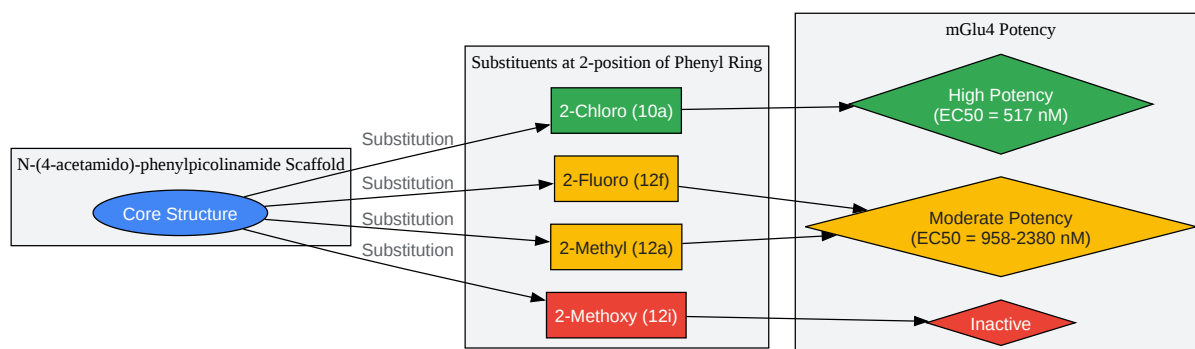 N-(4-acetamido)-phenylpicolinamide Scaffold
Core Structure
Substitution
Substitution
Substitution
Substitution
Substituents at 2-position of Phenyl Ring
2-Chloro (10a)
2-Fluoro (12f)
2-Methyl (12a)
2-Methoxy (12i)
mGlu4 Potency
High Potency
(EC50 = 517 nM)
Moderate Potency
(EC50 = 958-2380 nM)
Inactive